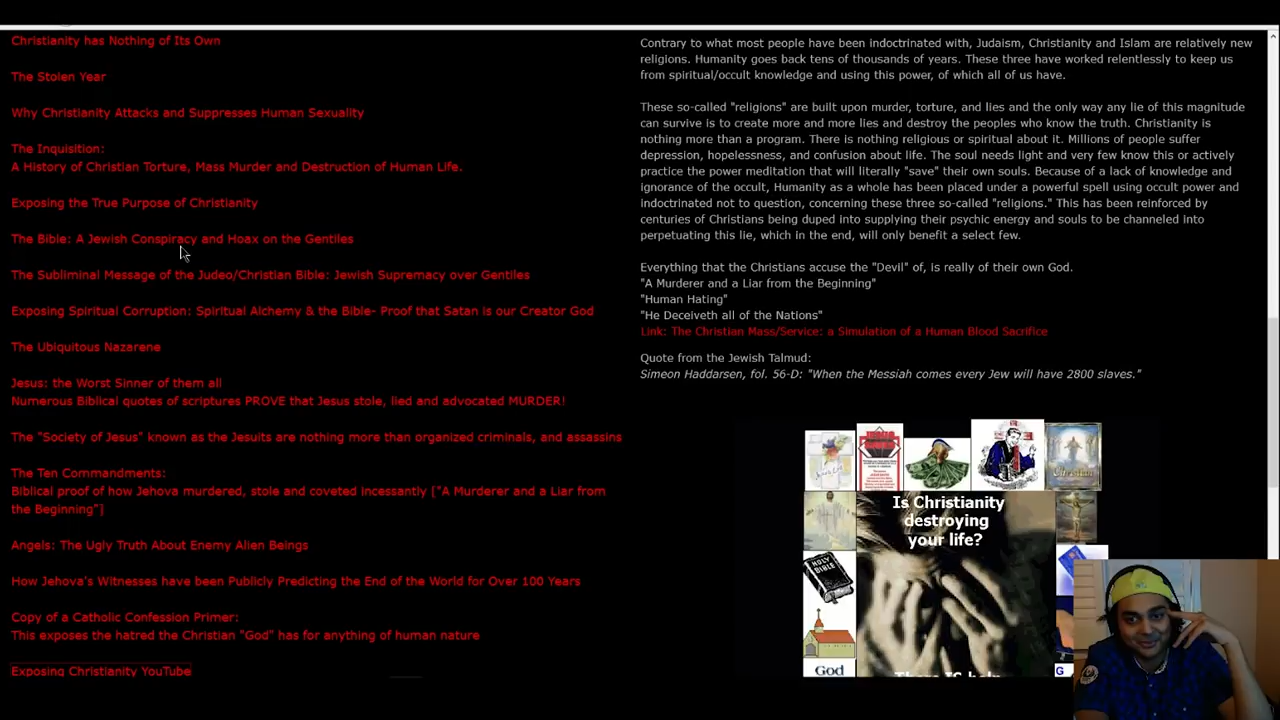 Christianity has Nothing of Its Own
The Stolen Year
Why Christianity Attacks and Suppresses Human Sexuality
The Inquisition:
A History of Christian Torture, Mass Murder and Destruction of Human Life.
Exposing the True Purpose of Christianity
The Bible: A Jewish Conspiracy and Hoax on the Gentiles
The Subliminal Message of the Judeo/Christian Bible: Jewish Supremacy over Gentiles
Exposing Spiritual Corruption: Spiritual Alchemy & the Bible- Proof that Satan is our Creator God
The Ubiquitous Nazarene
Jesus: the Worst Sinner of them all
Numerous Biblical quotes of scriptures PROVE that Jesus stole, lied and advocated MURDER!
The "Society of Jesus" known as the Jesuits are nothing more than organized criminals, and assassins
The Ten Commandments:
Biblical proof of how Jehova murdered, stole and coveted incessantly ["A Murderer and a Liar from
the Beginning"]
Angels: The Ugly Truth About Enemy Alien Beings
How Jehova's Witnesses have been Publicly Predicting the End of the World for Over 100 Years
Copy of a Catholic Confession Primer:
This exposes the hatred the Christian "God" has for anything of human nature
Exposing Christianity YouTube
Contrary to what most people have been indoctrinated with, Judaism, Christianity and Islam are relatively new
religions. Humanity goes back tens of thousands of years. These three have worked relentlessly to keep us
from spiritual/occult knowledge and using this power, of which all of us have.
These so-called "religions" are built upon murder, torture, and lies and the only way any lie of this magnitude
can survive is to create more and more lies and destroy the peoples who know the truth. Christianity is
nothing more than a program. There is nothing religious or spiritual about it. Millions of people suffer
depression, hopelessness, and confusion about life. The soul needs light and very few know this or actively
practice the power meditation that will literally "save" their own souls. Because of a lack of knowledge and
ignorance of the occult, Humanity as a whole has been placed under a powerful spell using occult power and
indoctrinated not to question, concerning these three so-called "religions." This has been reinforced by
centuries of Christians being duped into supplying their psychic energy and souls to be channeled into
perpetuating this lie, which in the end, will only benefit a select few.
Everything that the Christians accuse the "Devil" of, is really of their own God.
"A Murderer and a Liar from the Beginning"
"Human Hating"
"He Deceiveth all of the Nations"
Link: The Christian Mass/Service: a Simulation of a Human Blood Sacrifice
Quote from the Jewish Talmud:
Simeon Haddarsen, fol. 56-D: "When the Messiah comes every Jew will have 2800 slaves."
Is Christianity
destroying
your life?
HOLY
BIBLE
God
G